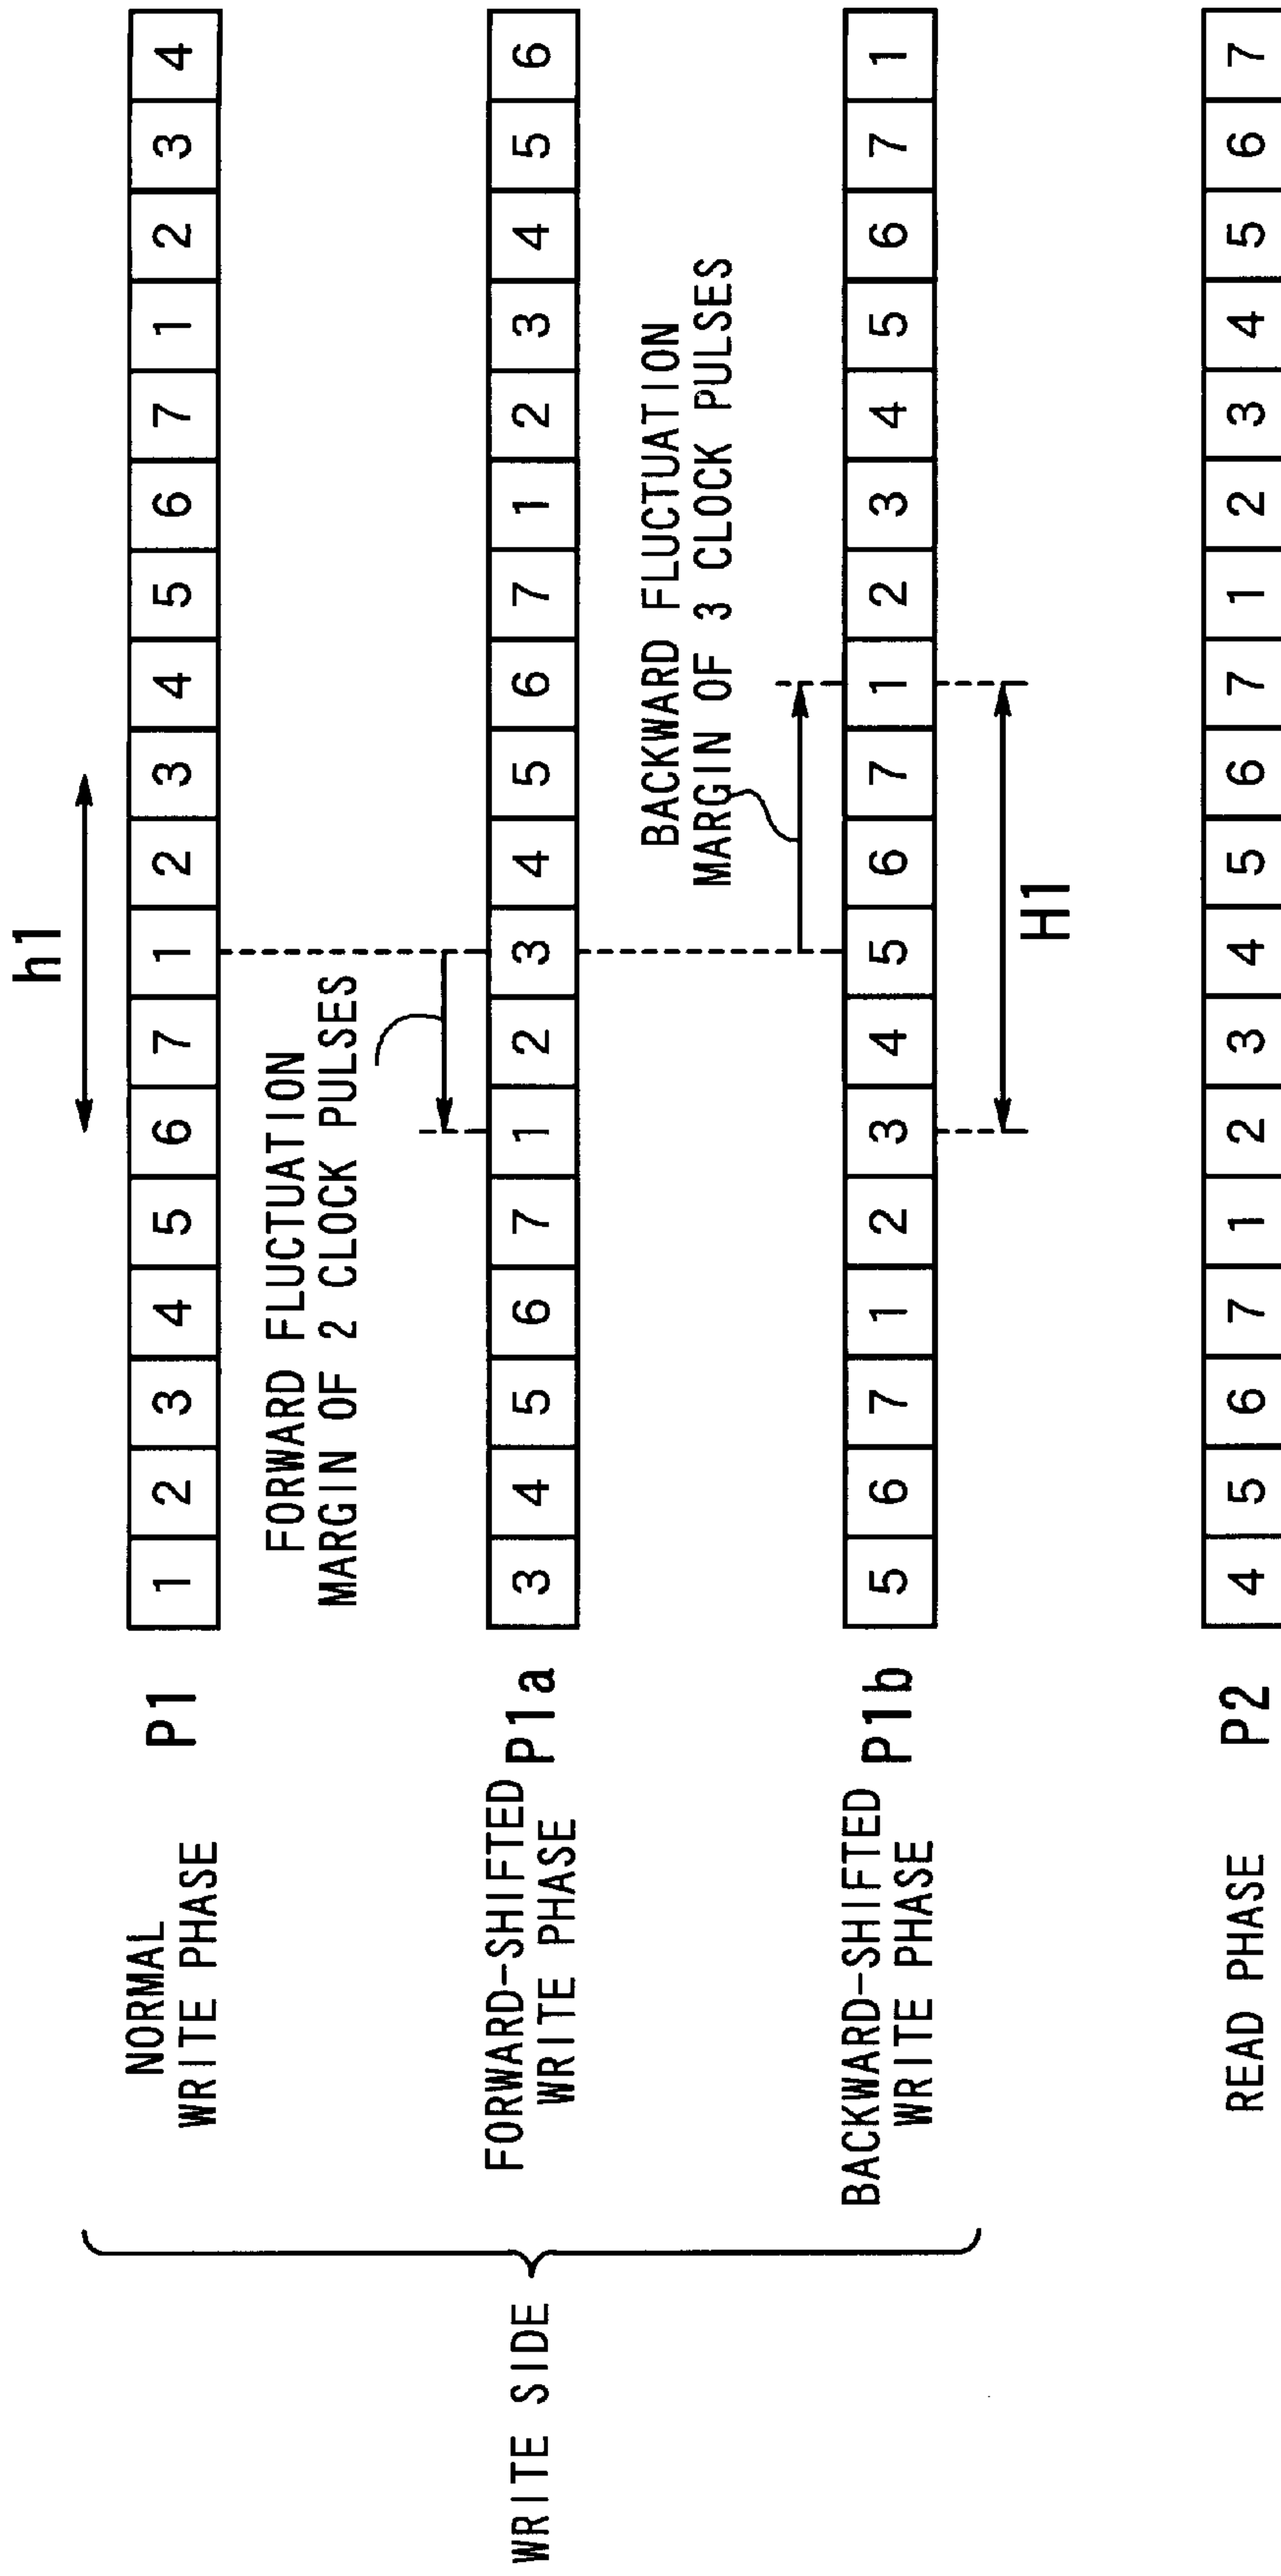 h1
NORMAL
WRITE PHASE
P1
1 2 3 4 5 6 7 1 2 3 4 5 6 7 1 2 3 4
FORWARD FLUCTUATION
MARGIN OF 2 CLOCK PULSES
WRITE SIDE
FORWARD-SHIFTED
WRITE PHASE
P1a
3 4 5 6 7 1 2 3 4 5 6 7 1 2 3 4 5 6
BACKWARD FLUCTUATION
MARGIN OF 3 CLOCK PULSES
BACKWARD-SHIFTED
WRITE PHASE
P1b
5 6 7 1 2 3 4 5 6 7 1 2 3 4 5 6 7 1
H1
READ PHASE
P2
4 5 6 7 1 2 3 4 5 6 7 1 2 3 4 5 6 7